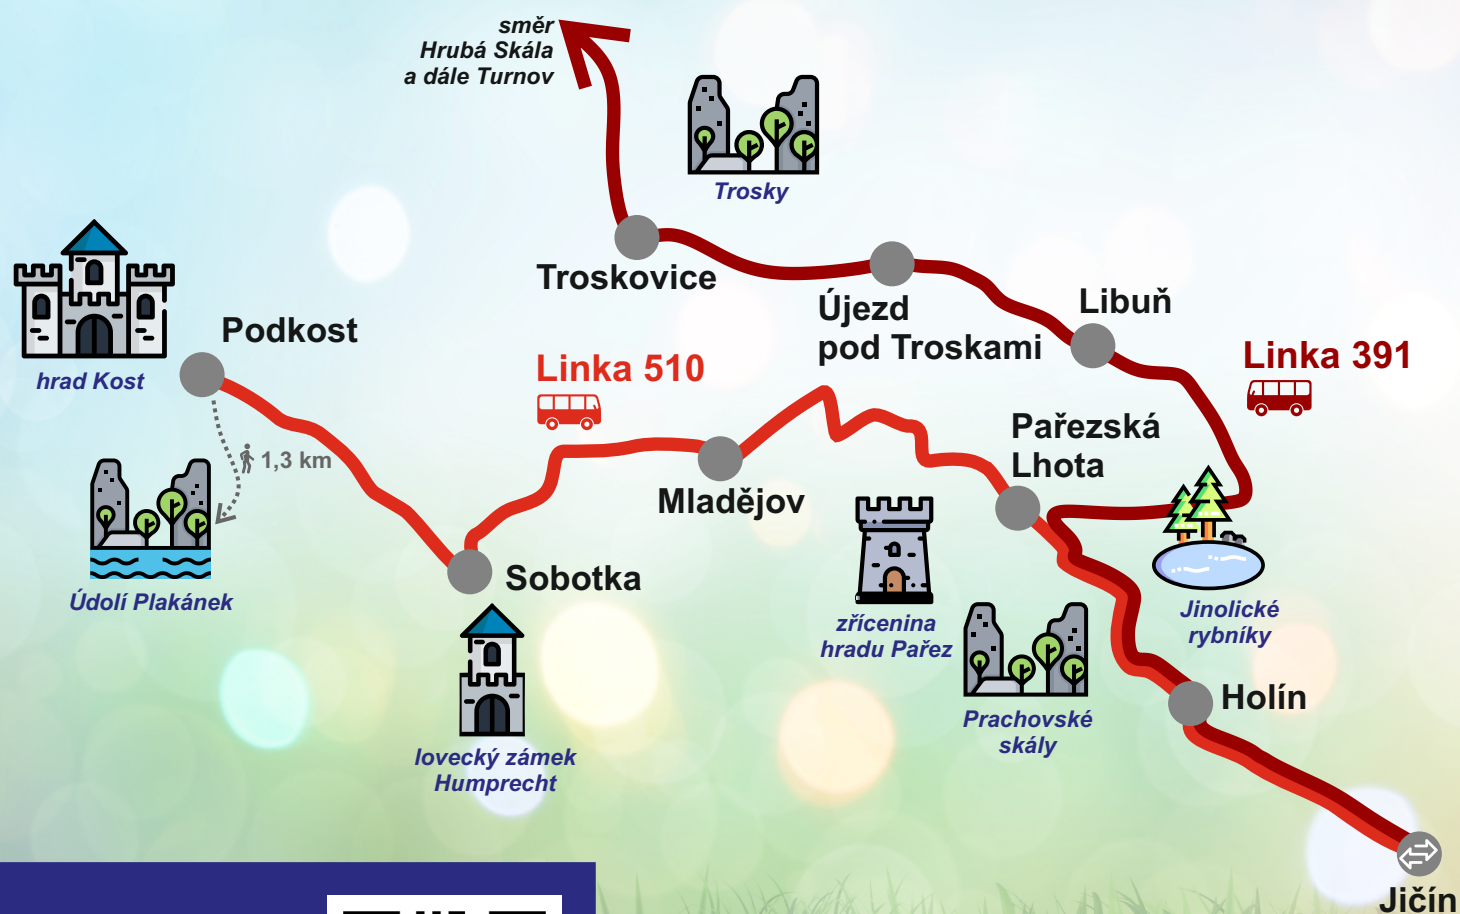 směr
Hrubá Skála
a dále Turnov
Trosky
Troskovice
Újezd
pod Troskami
Libuň
Linka 391
hrad Kost
Podkost
Linka 510
1,3 km
Mladějov
Pařezská
Lhota
Údolí Plakánek
Sobotka
lovecký zámek
Humprecht
zřícenina
hradu Pařez
Prachovské
skály
Jinolické
rybníky
Holín
Jičín